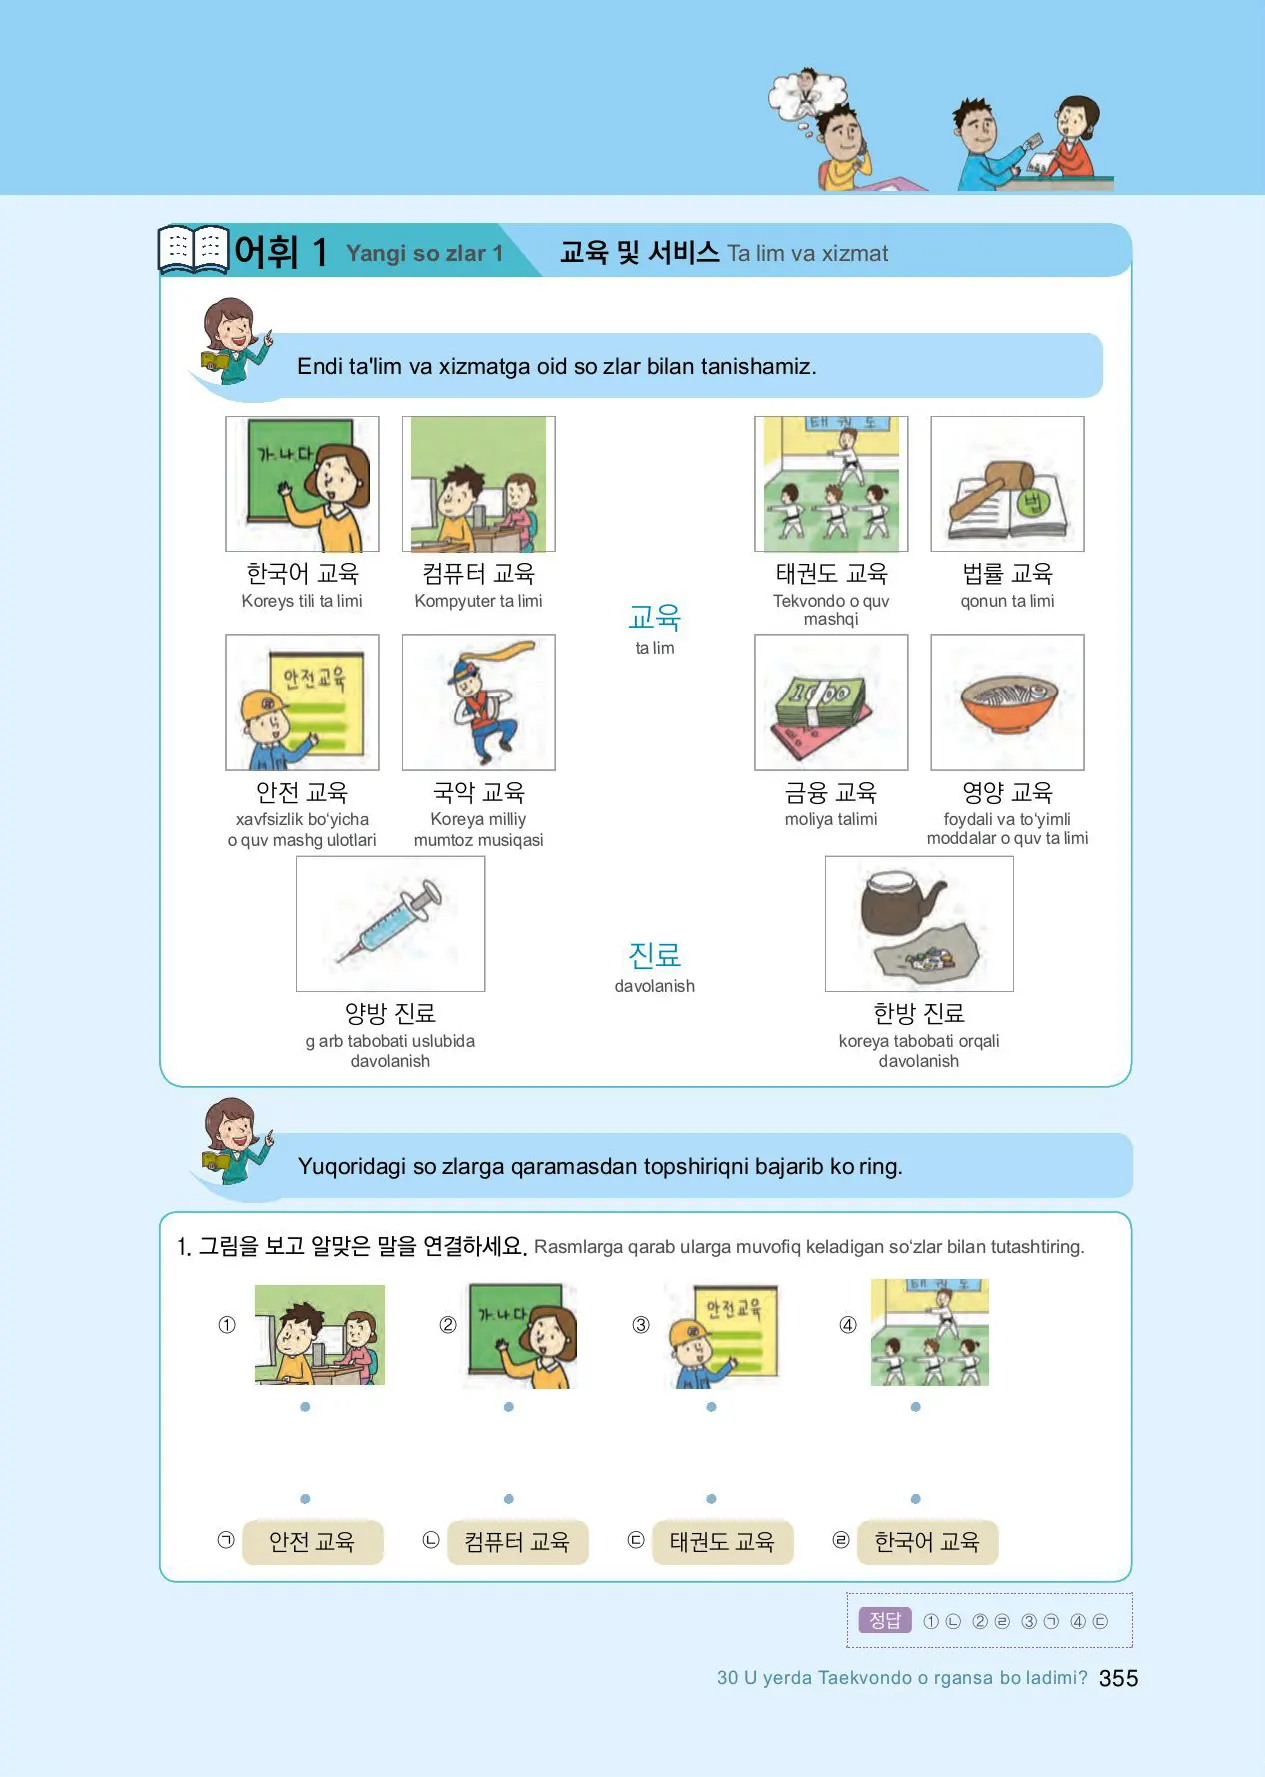 어휘 1 Yangi so zlar 1 교육 및 서비스 Ta lim va xizmat
Endi ta'lim va xizmatga oid so zlar bilan tanishamiz.
가.나.다
태권도
법
한국어 교육 컴퓨터 교육 태권도 교육 법률 교육
Koreys tili ta limi Kompyuter ta limi Tekvondo o quv qonun ta limi
mashqi
교육
ta lim
안전교육
1000
안전 교육 국악 교육 금융 교육 영양 교육
xavfsizlik bo‘yicha Koreya milliy moliya talimi foydali va to‘yimli
o quv mashg ulotlari mumtoz musiqasi moddalar o quv ta limi
진료
davolanish
양방 진료 한방 진료
g arb tabobati uslubida koreya tabobati orqali
davolanish davolanish
Yuqoridagi so zlarga qaramasdan topshiriqni bajarib ko ring.
1. 그림을 보고 알맞은 말을 연결하세요. Rasmlarga qarab ularga muvofiq keladigan so‘zlar bilan tutashtiring.
① ② ③ ④
가.나.다 안전교육 태권도
㉠ 안전 교육 ㉡ 컴퓨터 교육 ㉢ 태권도 교육 ㉣ 한국어 교육
정답 ① ㉡ ② ㉣ ③ ㉠ ④ ㉢
30 U yerda Taekvondo o rgansa bo ladimi? 355